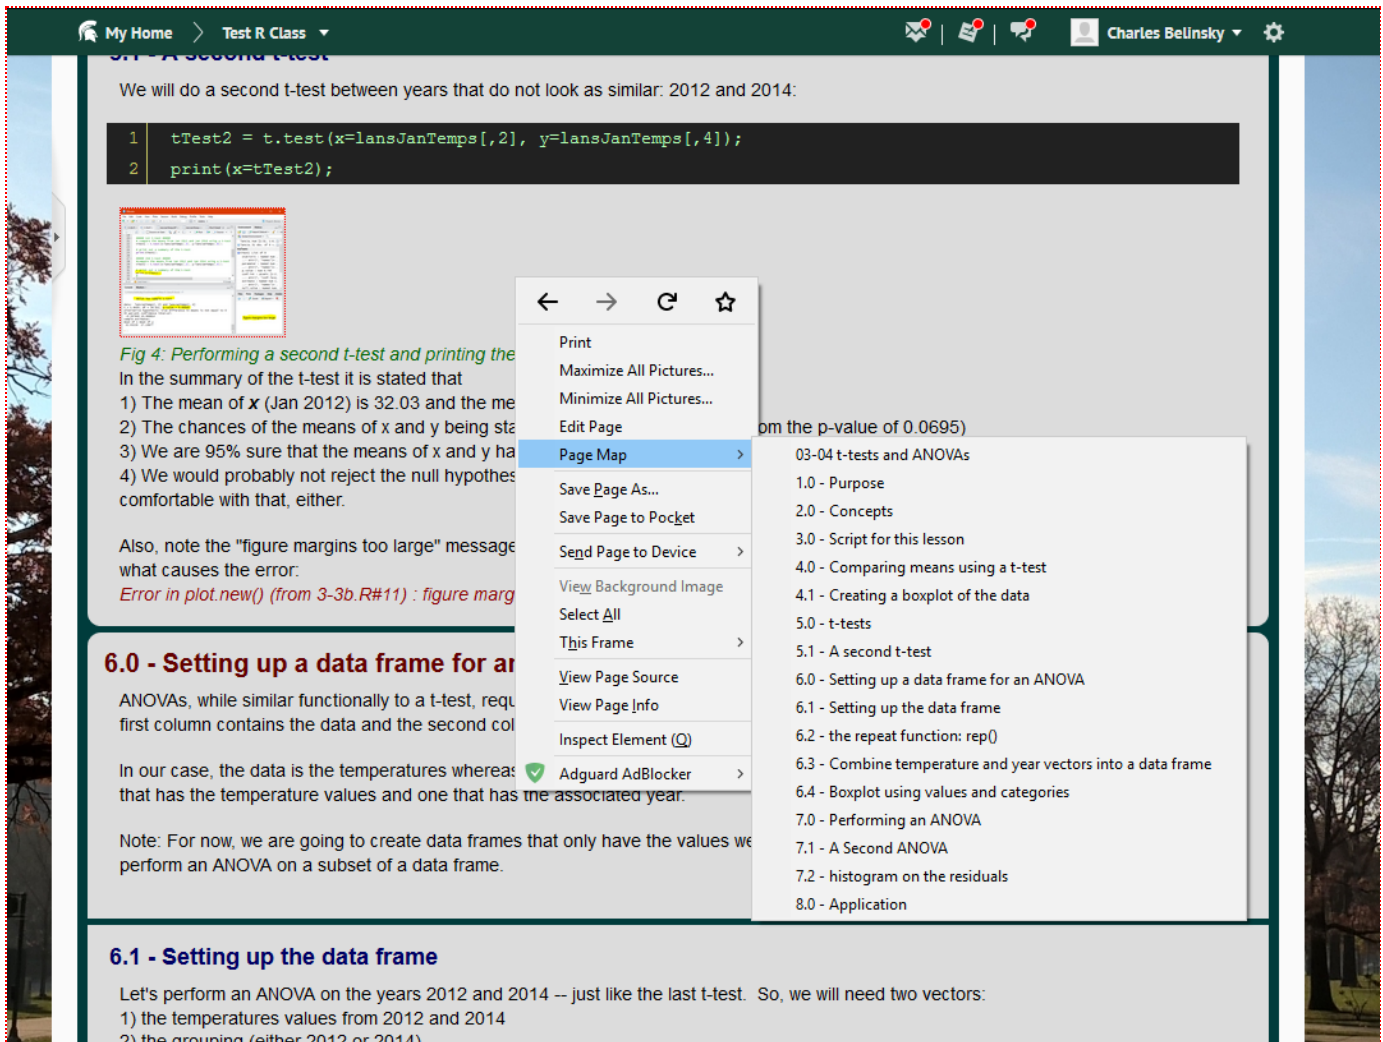 My Home
Test R Class
Charles Belinsky
5.1 - A second t-test
We will do a second t-test between years that do not look as similar: 2012 and 2014:
1 tTest2 = t.test(x=lansJanTemps[,2], y=lansJanTemps[,4]);
2 print(x=tTest2);
Fig 4: Performing a second t-test and printing the
In the summary of the t-test it is stated that
1) The mean of x (Jan 2012) is 32.03 and the me
2) The chances of the means of x and y being sta
om the p-value of 0.0695)
3) We are 95% sure that the means of x and y ha
4) We would probably not reject the null hypothes
comfortable with that, either.
Also, note the "figure margins too large" message
what causes the error:
Error in plot.new() (from 3-3b.R#11) : figure marg
6.0 - Setting up a data frame for an
ANOVAs, while similar functionally to a t-test, requ
first column contains the data and the second col
In our case, the data is the temperatures whereas
that has the temperature values and one that has the associated year.
Note: For now, we are going to create data frames that only have the values we
perform an ANOVA on a subset of a data frame.
6.1 - Setting up the data frame
Let's perform an ANOVA on the years 2012 and 2014 -- just like the last t-test.  So, we will need two vectors:
1) the temperatures values from 2012 and 2014
2) the grouping (either 2012 or 2014)
Print
Maximize All Pictures...
Minimize All Pictures...
Edit Page
Page Map
Save Page As...
Save Page to Pocket
Send Page to Device
View Background Image
Select All
This Frame
View Page Source
View Page Info
Inspect Element (Q)
Adguard AdBlocker
03-04 t-tests and ANOVAs
1.0 - Purpose
2.0 - Concepts
3.0 - Script for this lesson
4.0 - Comparing means using a t-test
4.1 - Creating a boxplot of the data
5.0 - t-tests
5.1 - A second t-test
6.0 - Setting up a data frame for an ANOVA
6.1 - Setting up the data frame
6.2 - the repeat function: rep()
6.3 - Combine temperature and year vectors into a data frame
6.4 - Boxplot using values and categories
7.0 - Performing an ANOVA
7.1 - A Second ANOVA
7.2 - histogram on the residuals
8.0 - Application